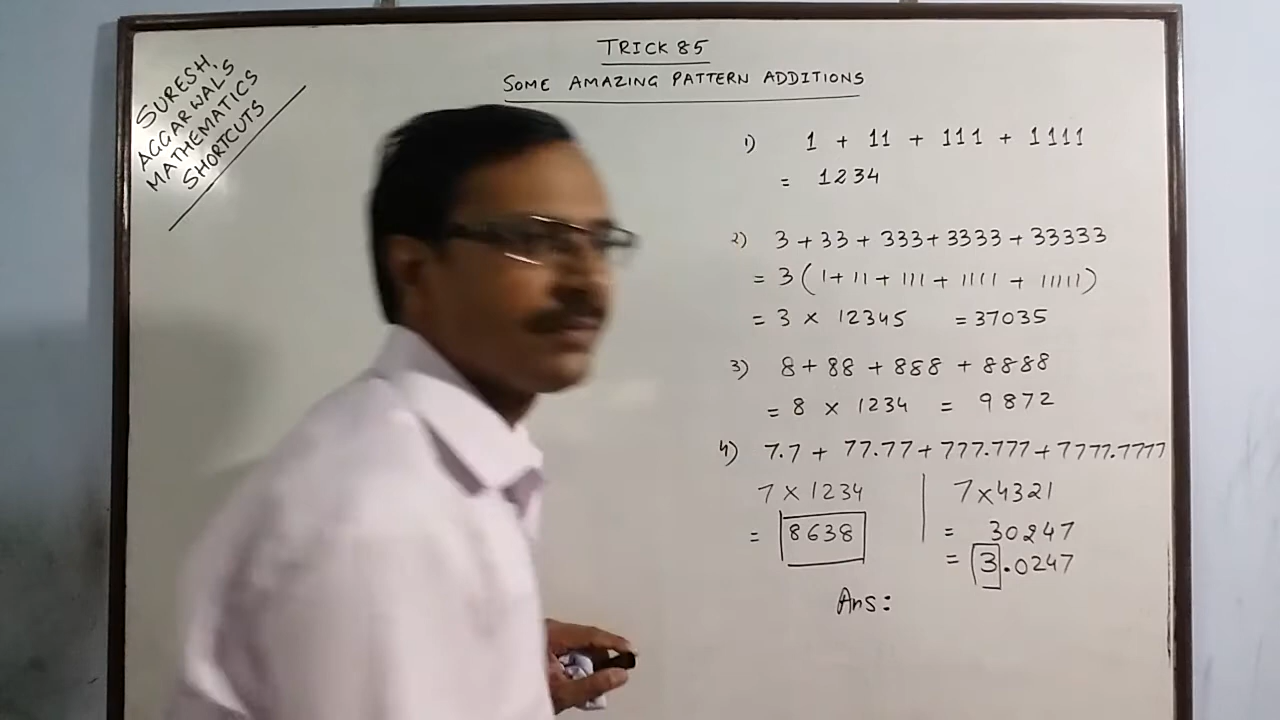 SURESH
AGGARWAL'S
MATHEMATICS
SHORTCUTS
TRICK 85
SOME AMAZING PATTERN ADDITIONS
1) 1 + 11 + 111 + 1111
= 1234
2) 3 + 33 + 333 + 3333 + 33333
= 3 (1 + 11 + 111 + 1111 + 11111)
= 3 × 12345 = 37035
3) 8 + 88 + 888 + 8888
= 8 × 1234 = 9872
4) 7.7 + 77.77 + 777.777 + 7777.7777
7 × 1234 | 7 × 4321
= 8638 | = 30247
= 3.0247
Ans: